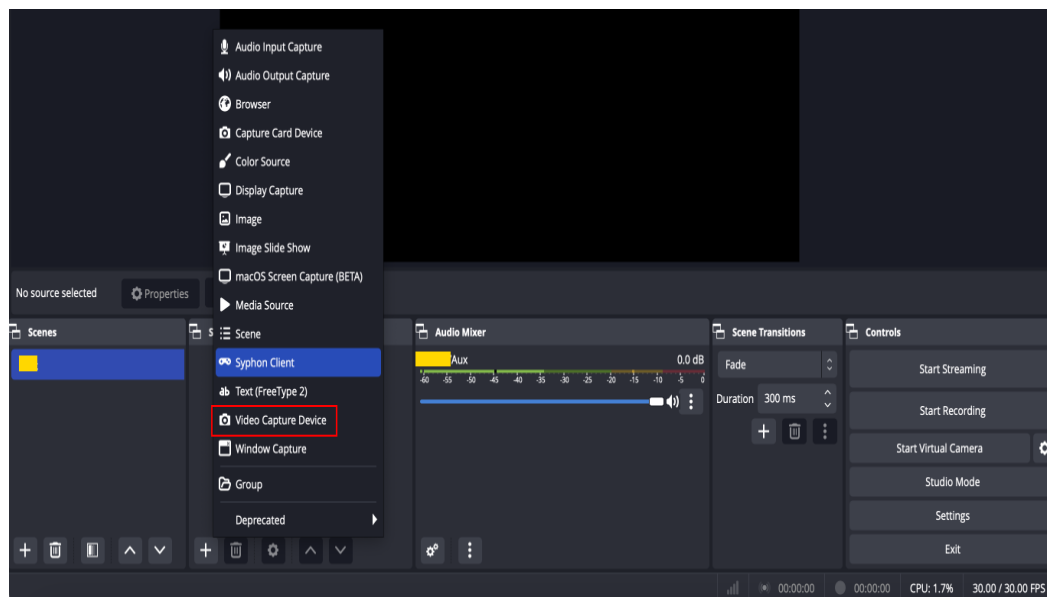 Audio Input Capture
Audio Output Capture
Browser
Capture Card Device
Color Source
Display Capture
Image
Image Slide Show
macOS Screen Capture (BETA)
Media Source
Scene
Syphon Client
ab Text (FreeType 2)
Video Capture Device
Window Capture
Group
Deprecated
No source selected
Properties
Scenes
S
Audio Mixer
Aux
0.0 dB
-60 -55 -50 -45 -40 -35 -30 -25 -20 -15 -10 -5 0
Scene Transitions
Fade
Duration 300 ms
Controls
Start Streaming
Start Recording
Start Virtual Camera
Studio Mode
Settings
Exit
00:00:00 00:00:00 CPU: 1.7% 30.00 / 30.00 FPS